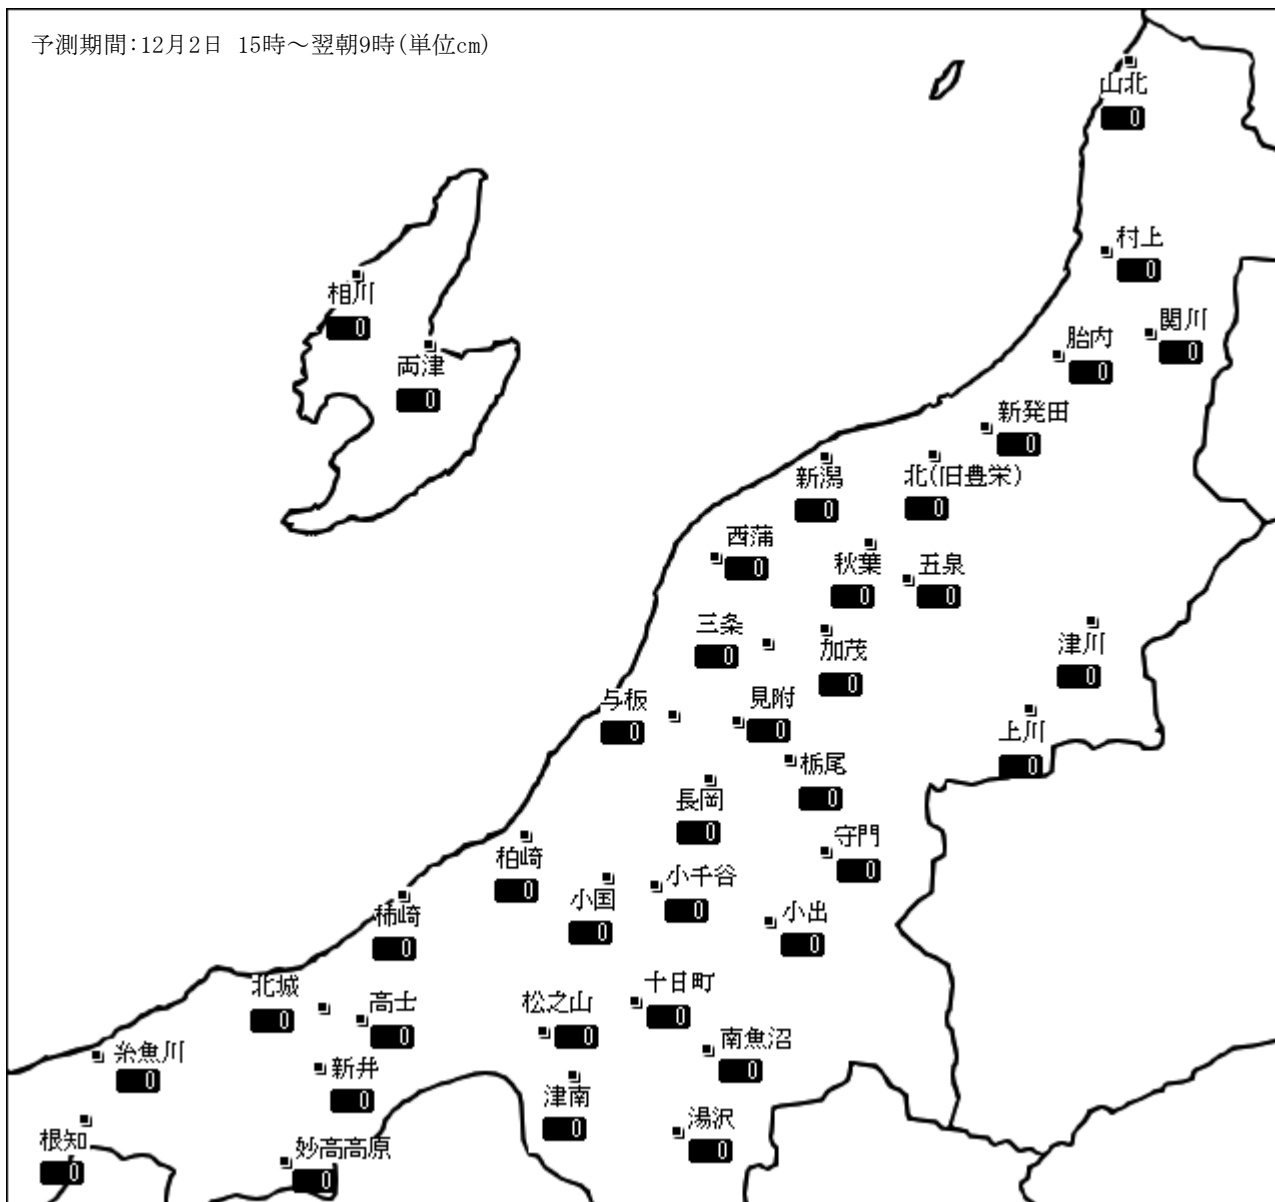 予測期間:12月2日 15時～翌朝9時(単位cm)
山北
0
村上
0
相川
0
関川
0
胎内
0
両津
0
新発田
0
新潟
0
北(旧豊栄)
0
西蒲
0
秋葉
0
五泉
0
三条
0
加茂
0
津川
0
与板
0
見附
0
上川
0
栃尾
0
長岡
0
守門
0
柏崎
0
小千谷
0
小国
0
小出
0
柿崎
0
北城
0
高士
0
松之山
0
十日町
0
南魚沼
0
糸魚川
0
新井
0
津南
0
湯沢
0
根知
0
妙高高原
0